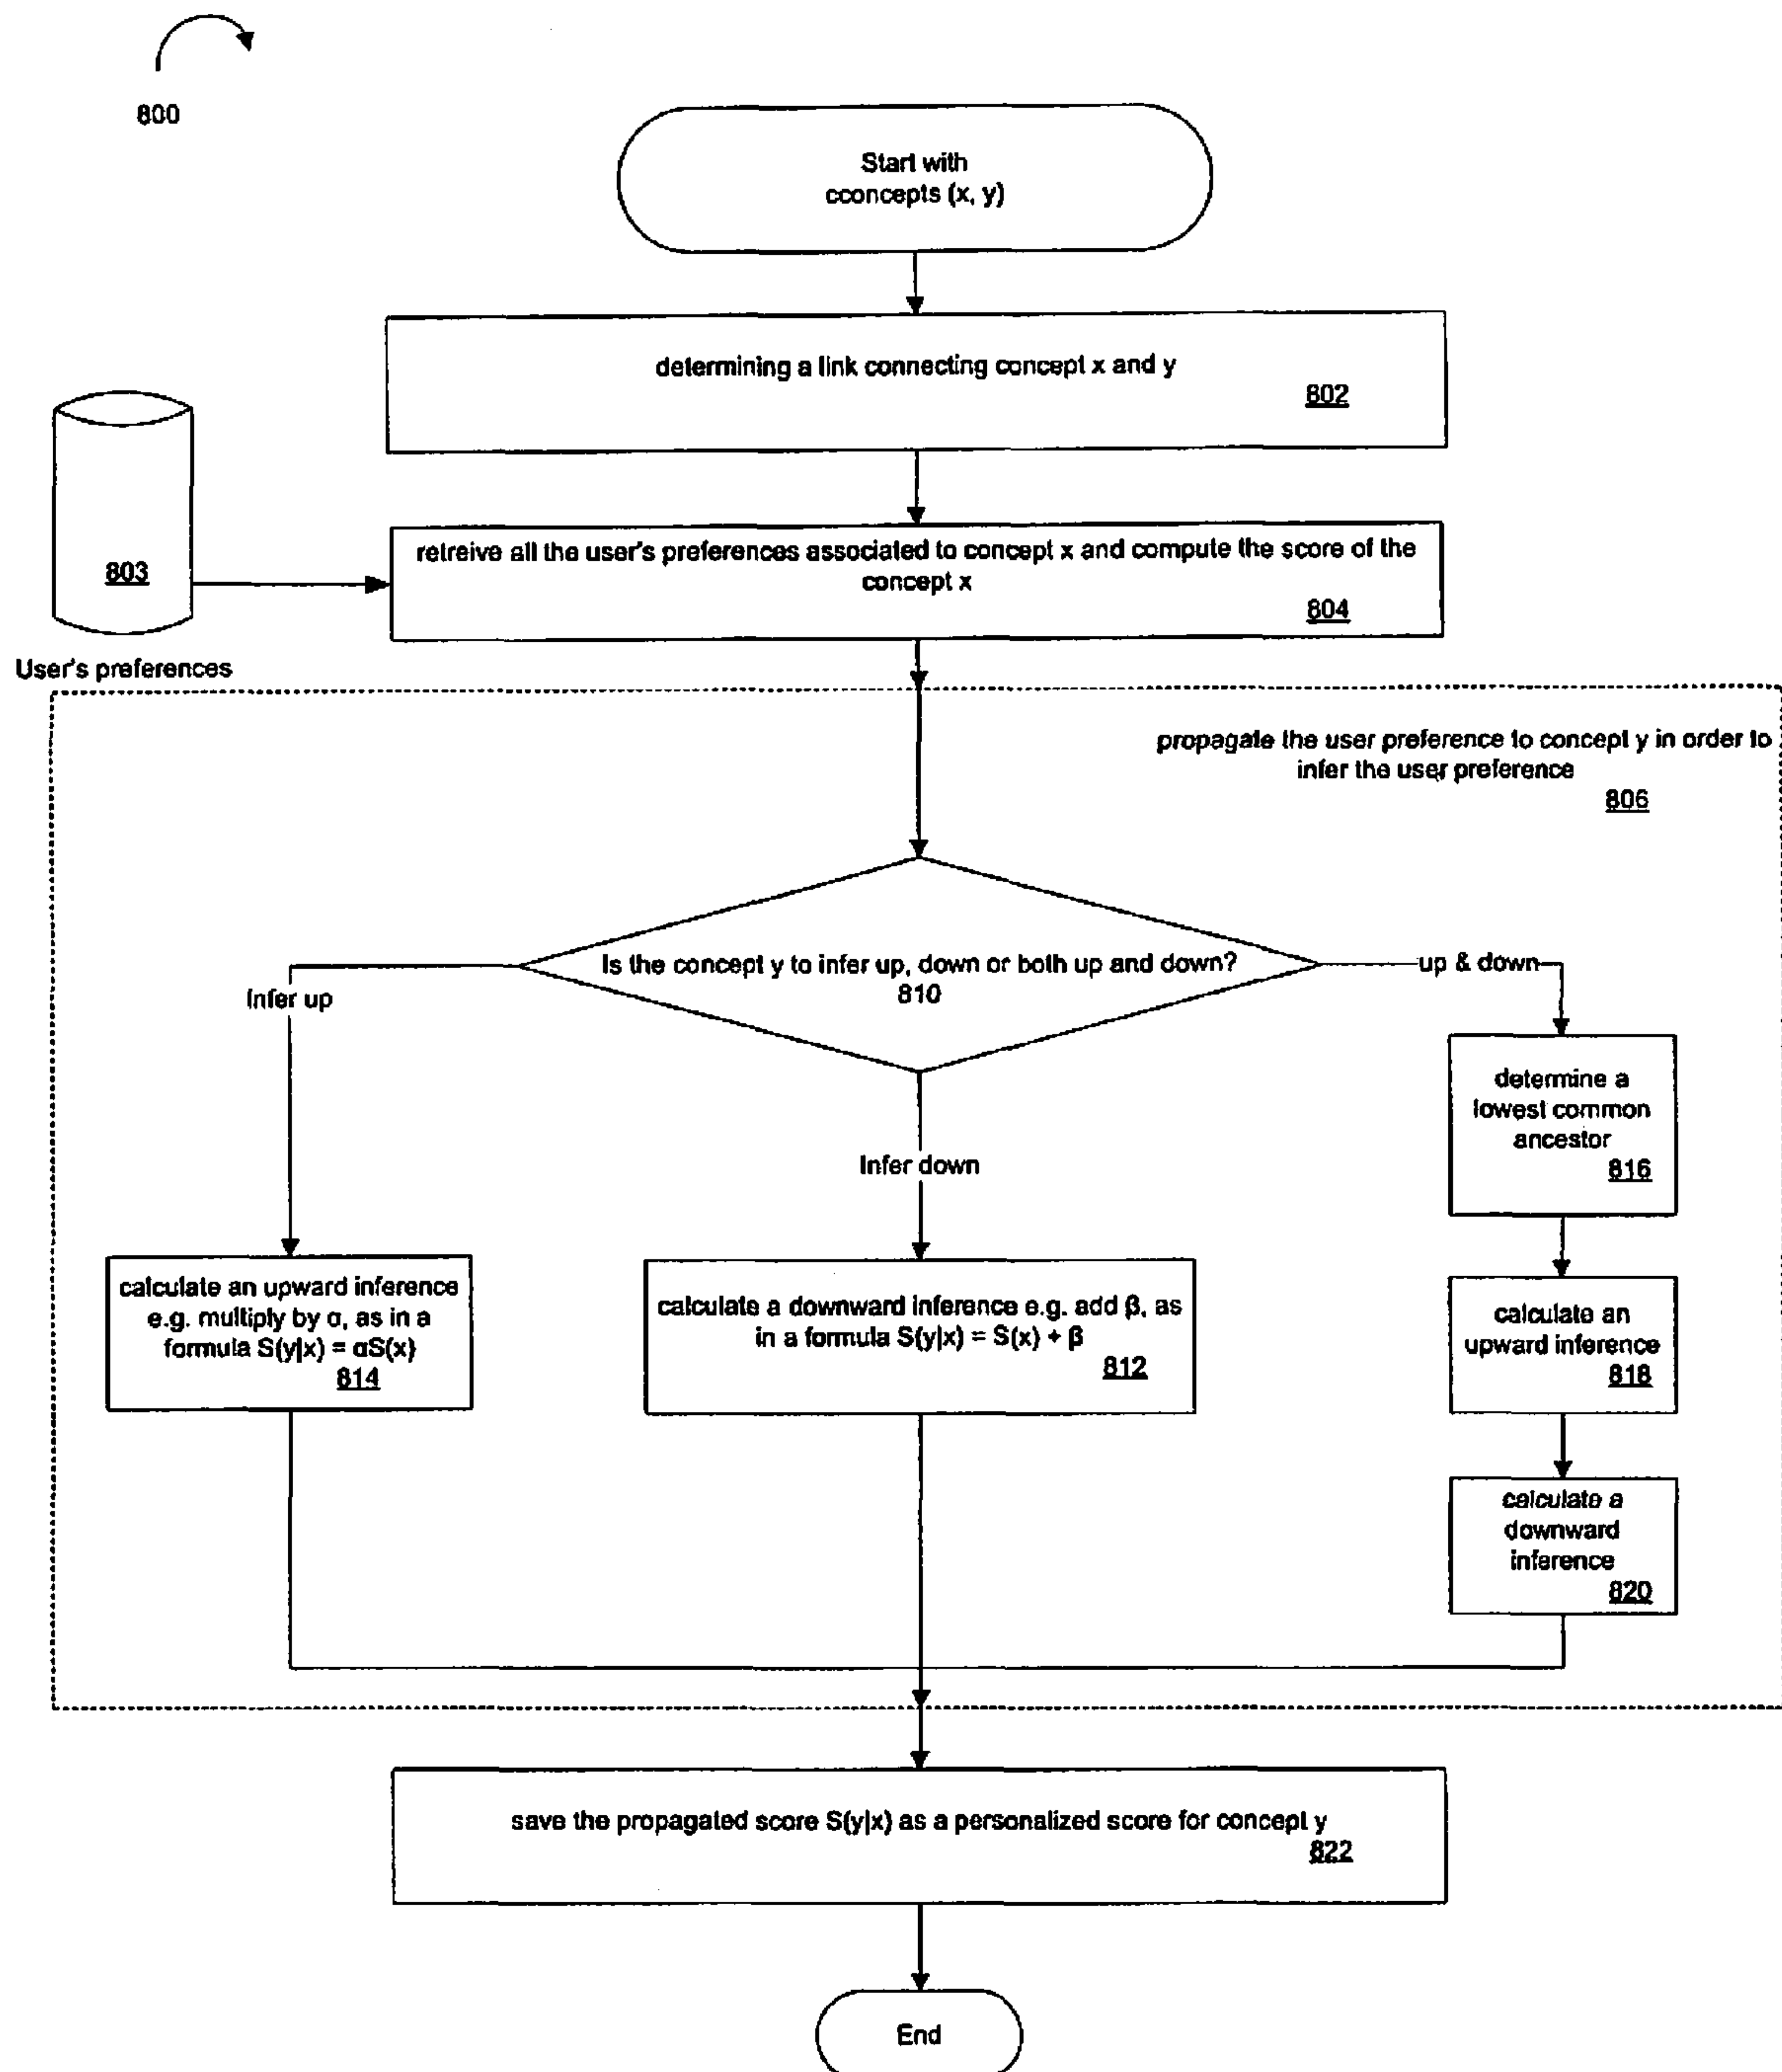 800
Start with
cconcepts (x, y)
determining a link connecting concept x and y
802
803
User's preferences
retreive all the user's preferences associated to concept x and compute the score of the
concept x
804
propagate the user preference to concept y in order to
infer the user preference
806
Is the concept y to infer up, down or both up and down?
810
Infer up
Infer down
up & down
determine a
lowest common
ancestor
816
calculate an upward inference
e.g. multiply by α, as in a
formula S(y|x) = αS(x)
814
calculate a downward inference e.g. add β, as
in a formula S(y|x) = S(x) + β
812
calculate an
upward inference
818
calculate a
downward
inference
820
save the propagated score S(y|x) as a personalized score for concept y
822
End